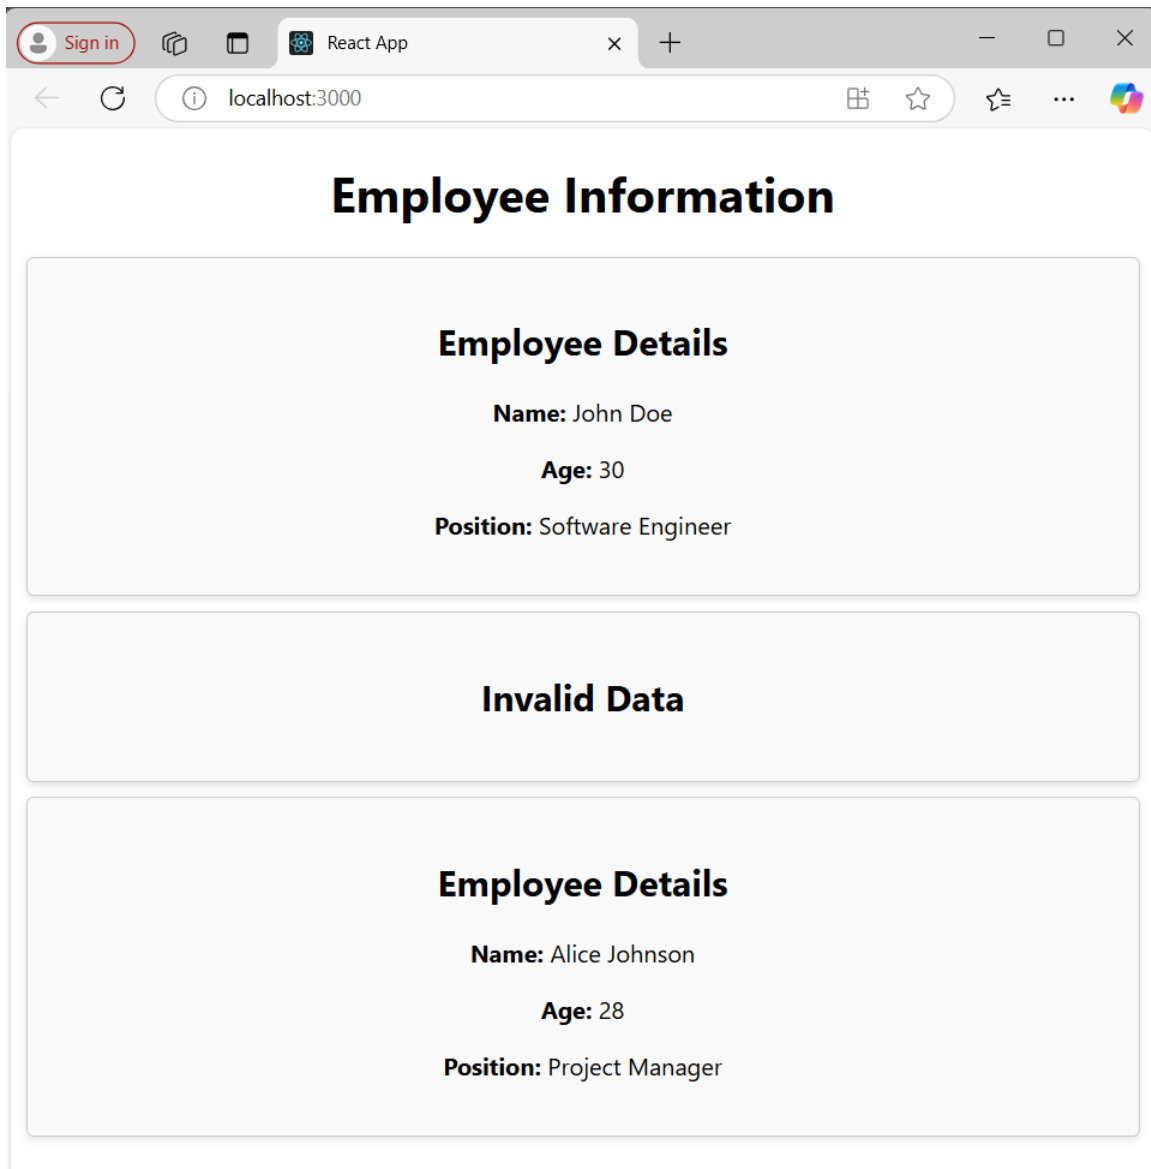 Sign in
React App
localhost:3000
Employee Information
Employee Details
Name: John Doe
Age: 30
Position: Software Engineer
Invalid Data
Employee Details
Name: Alice Johnson
Age: 28
Position: Project Manager